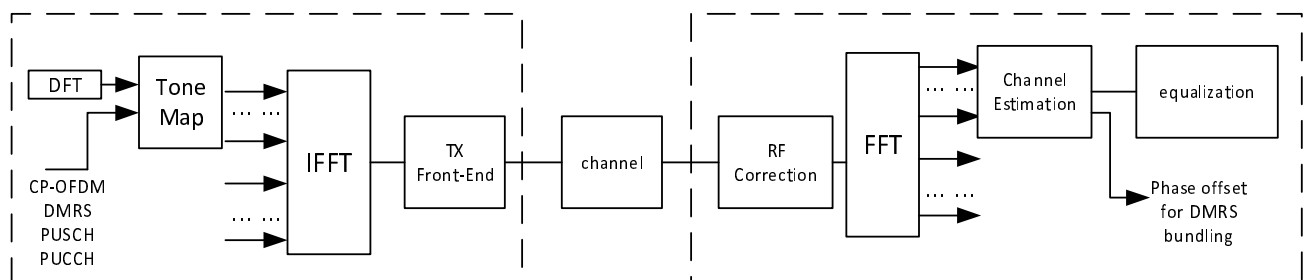 DFT
Tone
Map
CP-OFDM
DMRS
PUSCH
PUCCH
... ...
... ...
IFFT
TX
Front-End
channel
RF
Correction
FFT
... ...
... ...
Channel
Estimation
equalization
Phase offset
for DMRS
bundling